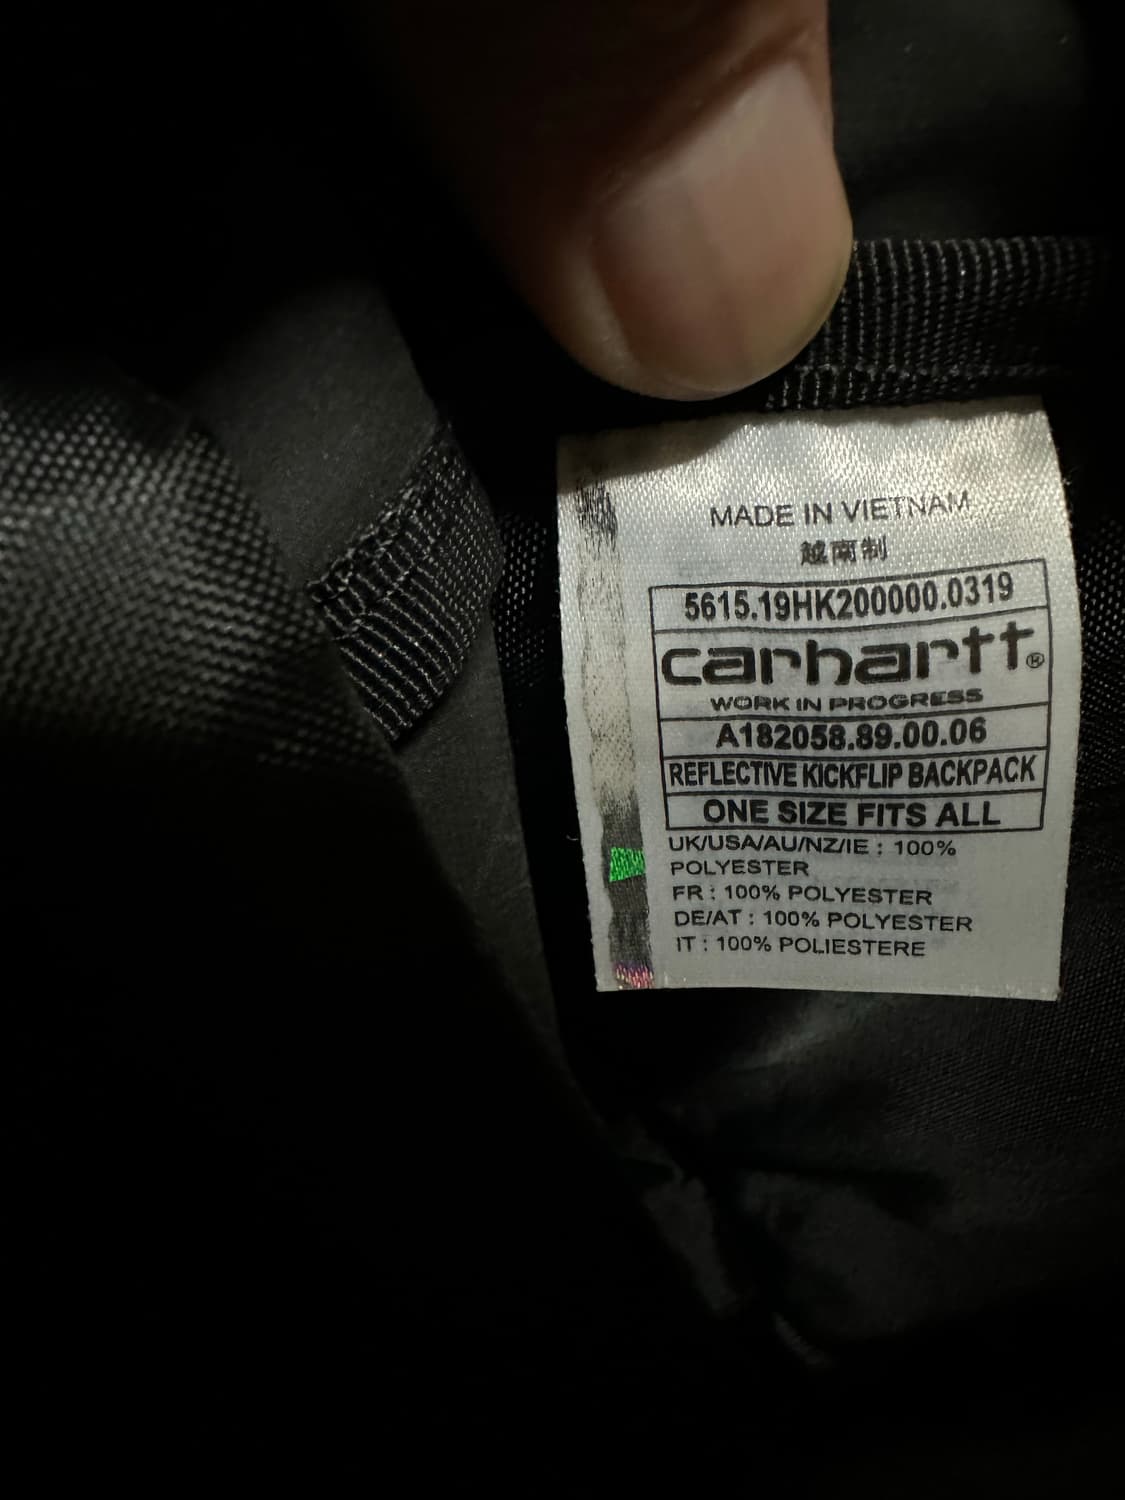 MADE IN VIETNAM
越南制
5615.19HK200000.0319
carhartt®
WORK IN PROGRESS
A182058.89.00.06
REFLECTIVE KICKFLIP BACKPACK
ONE SIZE FITS ALL
UK/USA/AU/NZ/IE : 100%
POLYESTER
FR : 100% POLYESTER
DE/AT : 100% POLYESTER
IT : 100% POLIESTERE